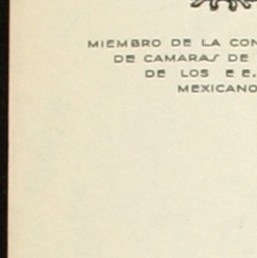 MIEMBRO DE LA CON
DE CAMARAS DE
DE LOS E E.
MEXICANO